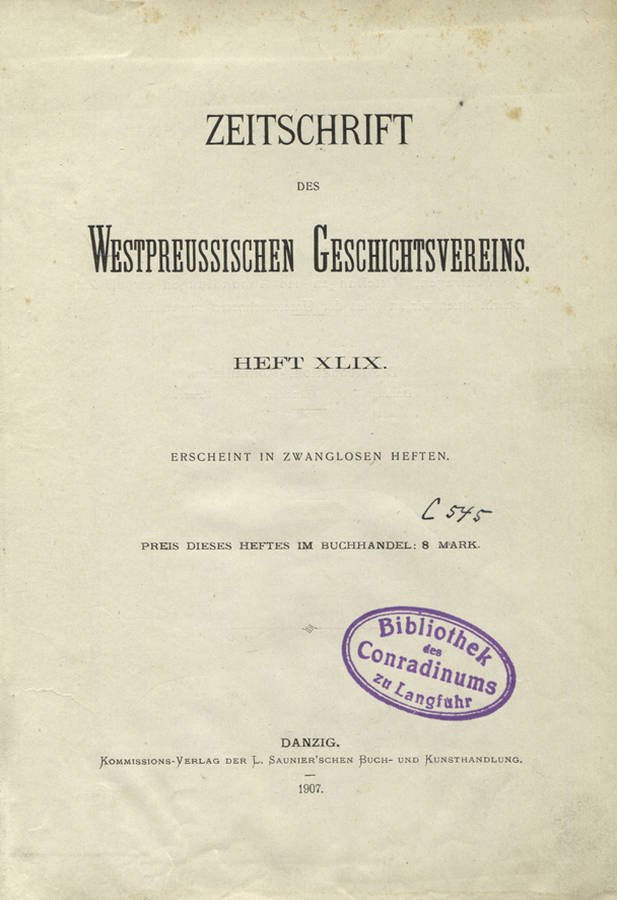 ZEITSCHRIFT
DES
WESTPREUSSISCHEN GESCHICHTSVEREINS.
HEFT XLIX.
ERSCHEINT IN ZWANGLOSEN HEFTEN.
C 545
PREIS DIESES HEFTES IM BUCHHANDEL: 8 MARK.
Bibliothek
des
Conradinums
zu Langfuhr
DANZIG.
KOMMISSIONS-VERLAG DER L. SAUNIER'SCHEN BUCH- UND KUNSTHANDLUNG.
1907.